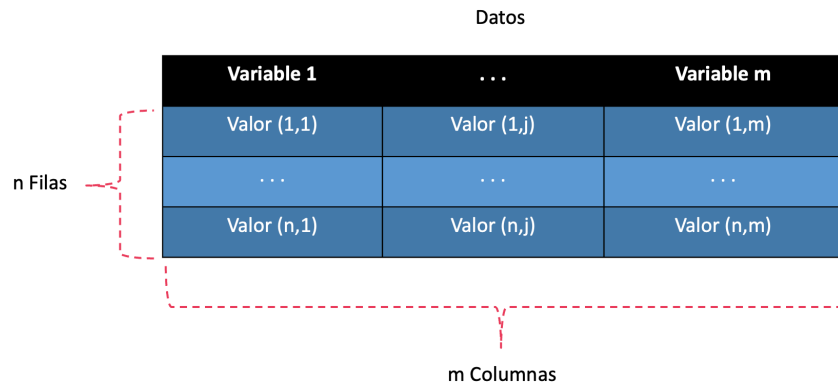 Datos
Variable 1 ... Variable m
Valor (1,1) Valor (1,j) Valor (1,m)
... ... ...
n Filas
Valor (n,1) Valor (n,j) Valor (n,m)
m Columnas